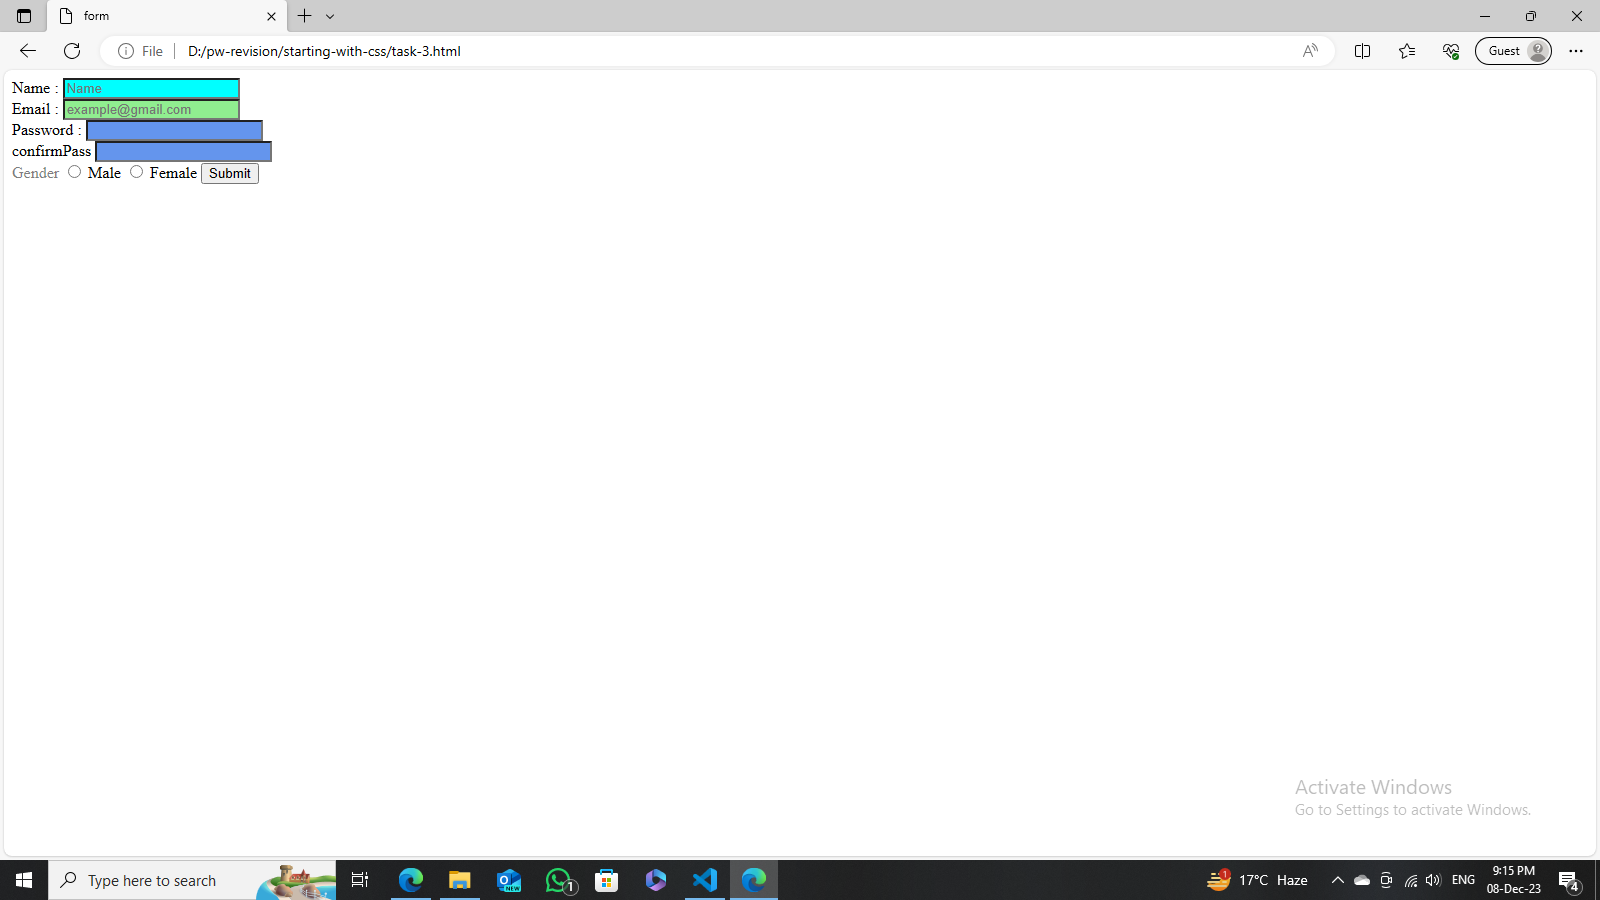 form
File
D:/pw-revision/starting-with-css/task-3.html
A
Guest
Name : Name
Email : example@gmail.com
Password :
confirmPass
Gender Male Female Submit
Activate Windows
Go to Settings to activate Windows.
Type here to search
NEW
1
1
17°C Haze
ENG
9:15 PM
08-Dec-23
4